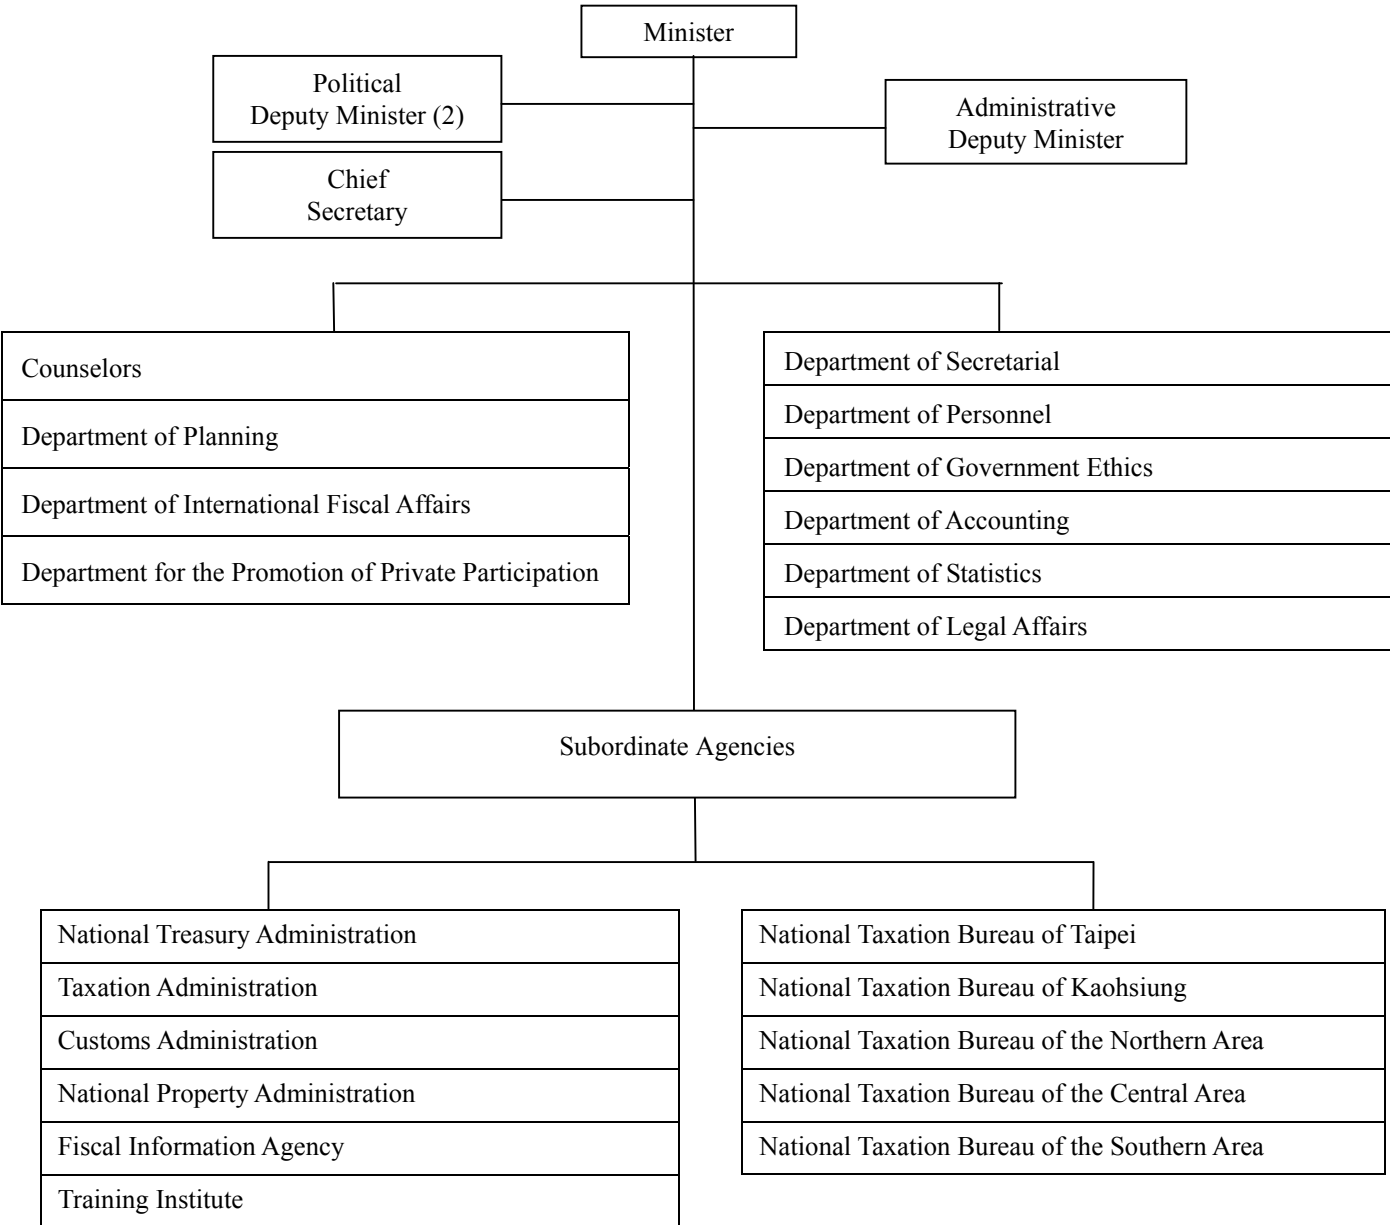 Minister
Political
Deputy Minister (2)
Administrative
Deputy Minister
Chief
Secretary
Counselors
Department of Planning
Department of International Fiscal Affairs
Department for the Promotion of Private Participation
Department of Secretarial
Department of Personnel
Department of Government Ethics
Department of Accounting
Department of Statistics
Department of Legal Affairs
Subordinate Agencies
National Treasury Administration
Taxation Administration
Customs Administration
National Property Administration
Fiscal Information Agency
Training Institute
National Taxation Bureau of Taipei
National Taxation Bureau of Kaohsiung
National Taxation Bureau of the Northern Area
National Taxation Bureau of the Central Area
National Taxation Bureau of the Southern Area